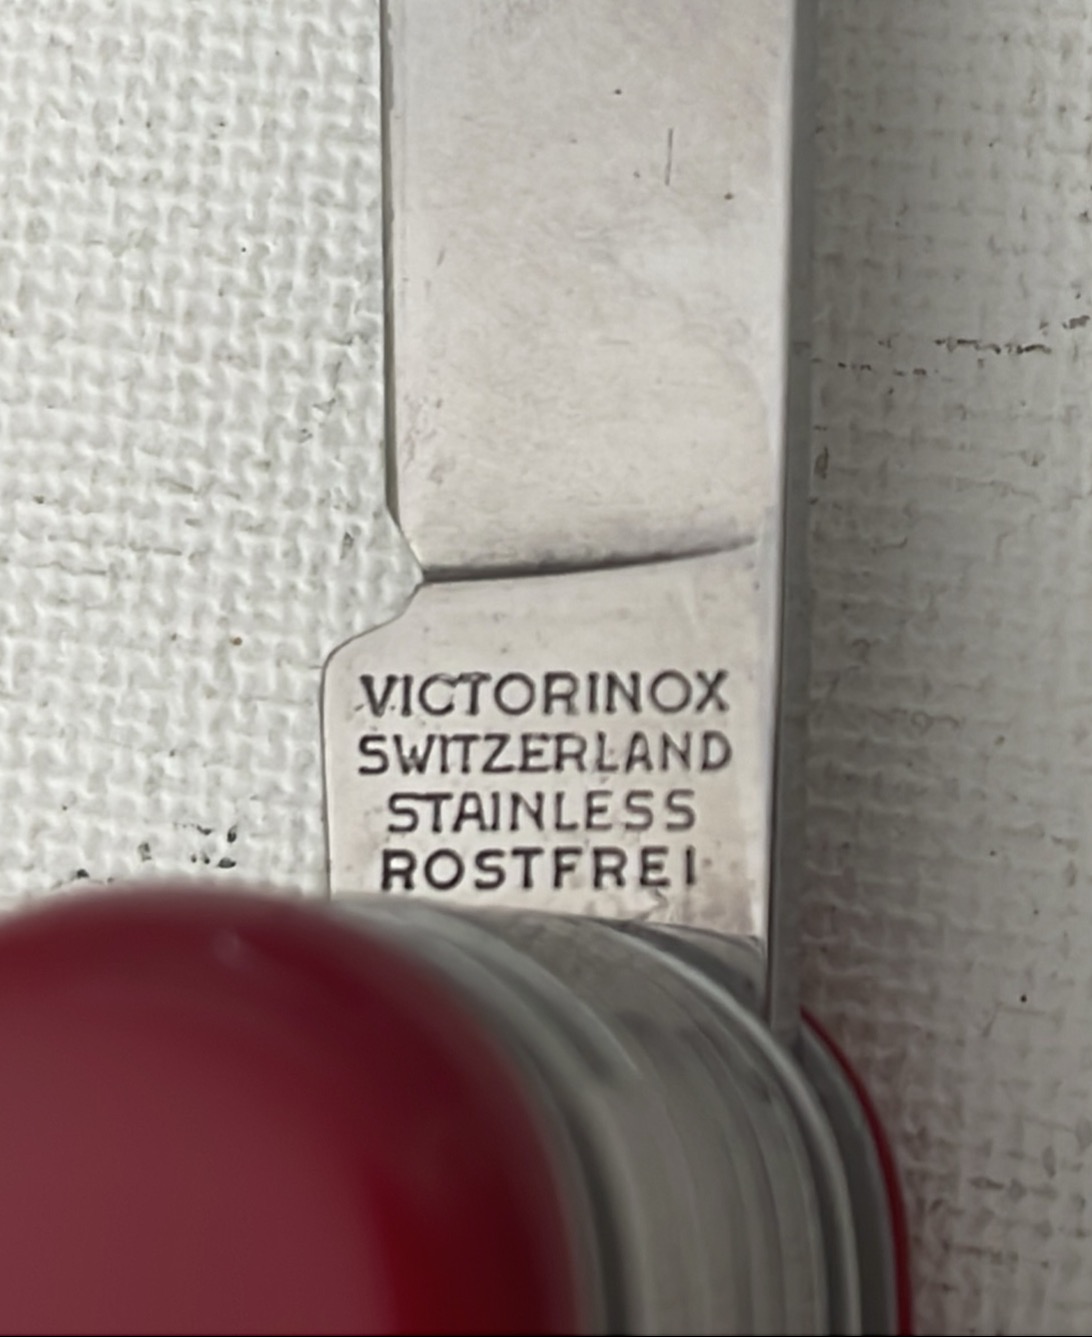 VICTORINOX
SWITZERLAND
STAINLESS
ROSTFREI